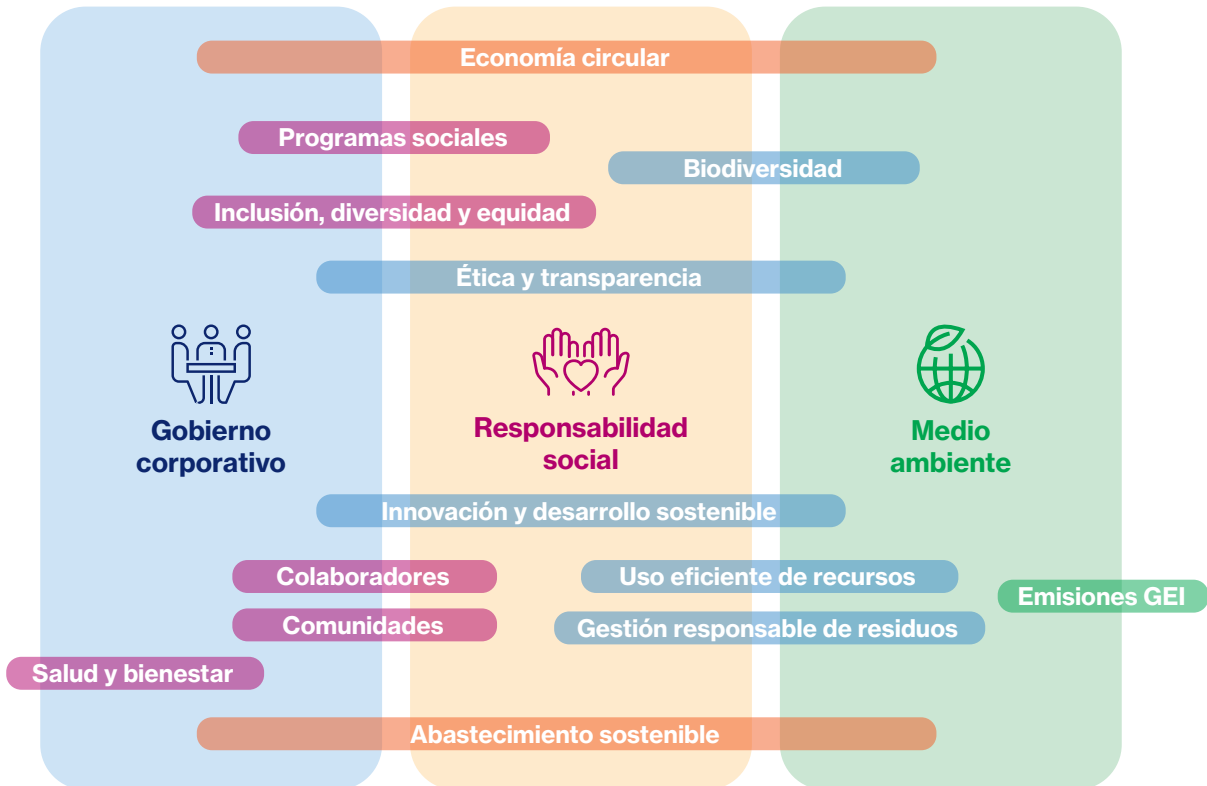 Economía circular
Programas sociales
Biodiversidad
Inclusión, diversidad y equidad
Ética y transparencia
Gobierno
corporativo
Responsabilidad
social
Medio
ambiente
Innovación y desarrollo sostenible
Colaboradores
Uso eficiente de recursos
Emisiones GEI
Comunidades
Gestión responsable de residuos
Salud y bienestar
Abastecimiento sostenible